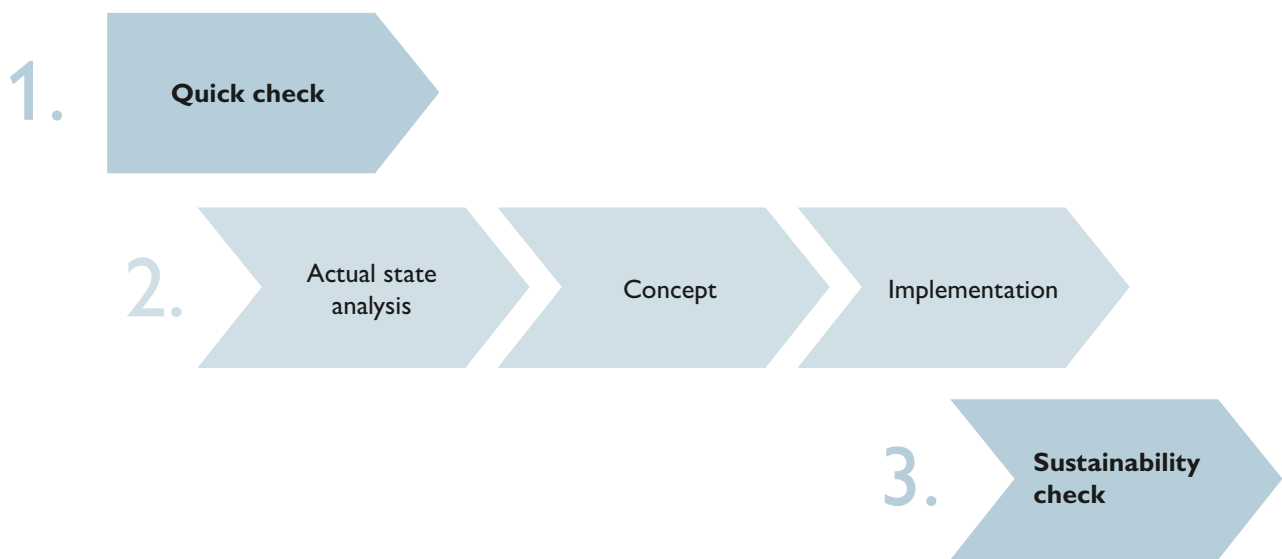 1.
Quick check
2.
Actual state
analysis
Concept
Implementation
3.
Sustainability
check